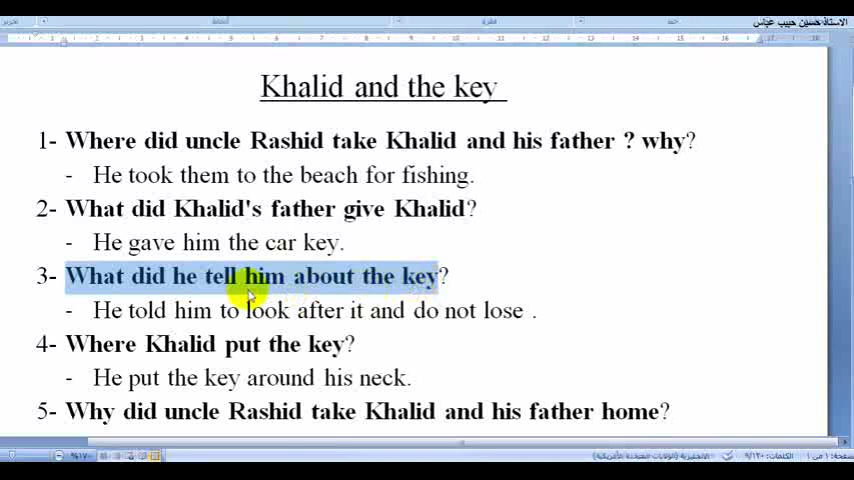 الاستاذ حسين حبيب عباس
Khalid and the key
1- Where did uncle Rashid take Khalid and his father ? why?
- He took them to the beach for fishing.
2- What did Khalid's father give Khalid?
- He gave him the car key.
3- What did he tell him about the key?
- He told him to look after it and do not lose .
4- Where Khalid put the key?
- He put the key around his neck.
5- Why did uncle Rashid take Khalid and his father home?